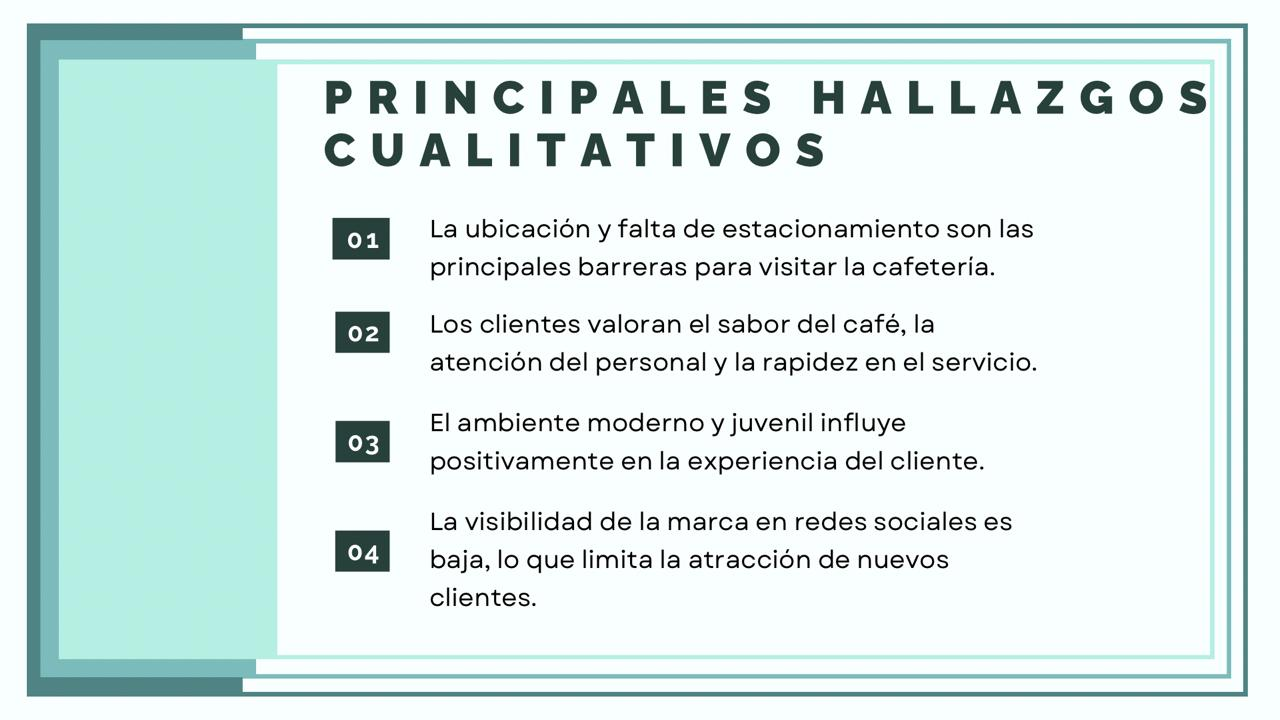 PRINCIPALES HALLAZGOS
CUALITATIVOS
01
La ubicación y falta de estacionamiento son las
principales barreras para visitar la cafetería.
02
Los clientes valoran el sabor del café, la
atención del personal y la rapidez en el servicio.
03
El ambiente moderno y juvenil influye
positivamente en la experiencia del cliente.
04
La visibilidad de la marca en redes sociales es
baja, lo que limita la atracción de nuevos
clientes.